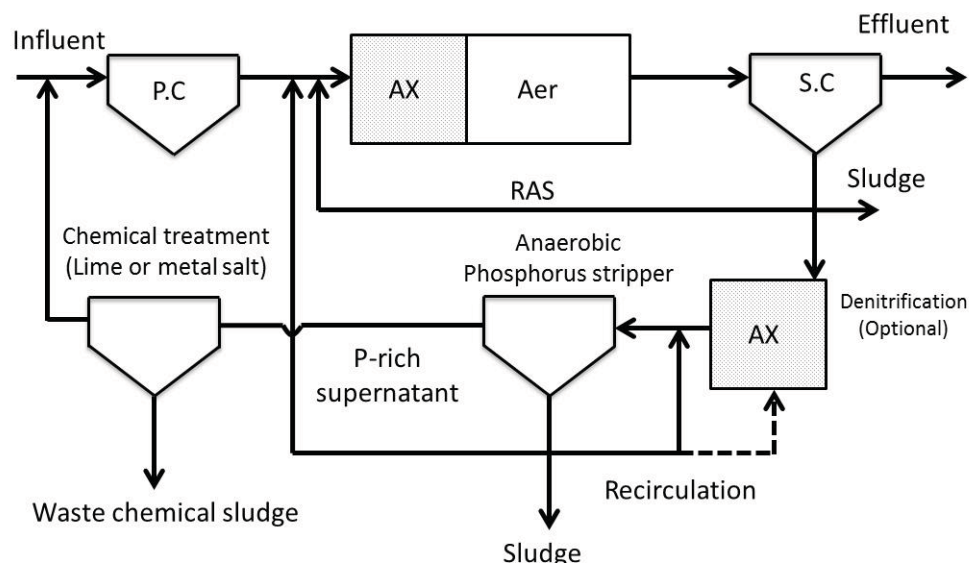 Influent
Effluent
P.C
AX
Aer
S.C
RAS
Sludge
Chemical treatment
(Lime or metal salt)
Anaerobic
Phosphorus stripper
AX
Denitrification
(Optional)
P-rich
supernatant
Recirculation
Waste chemical sludge
Sludge